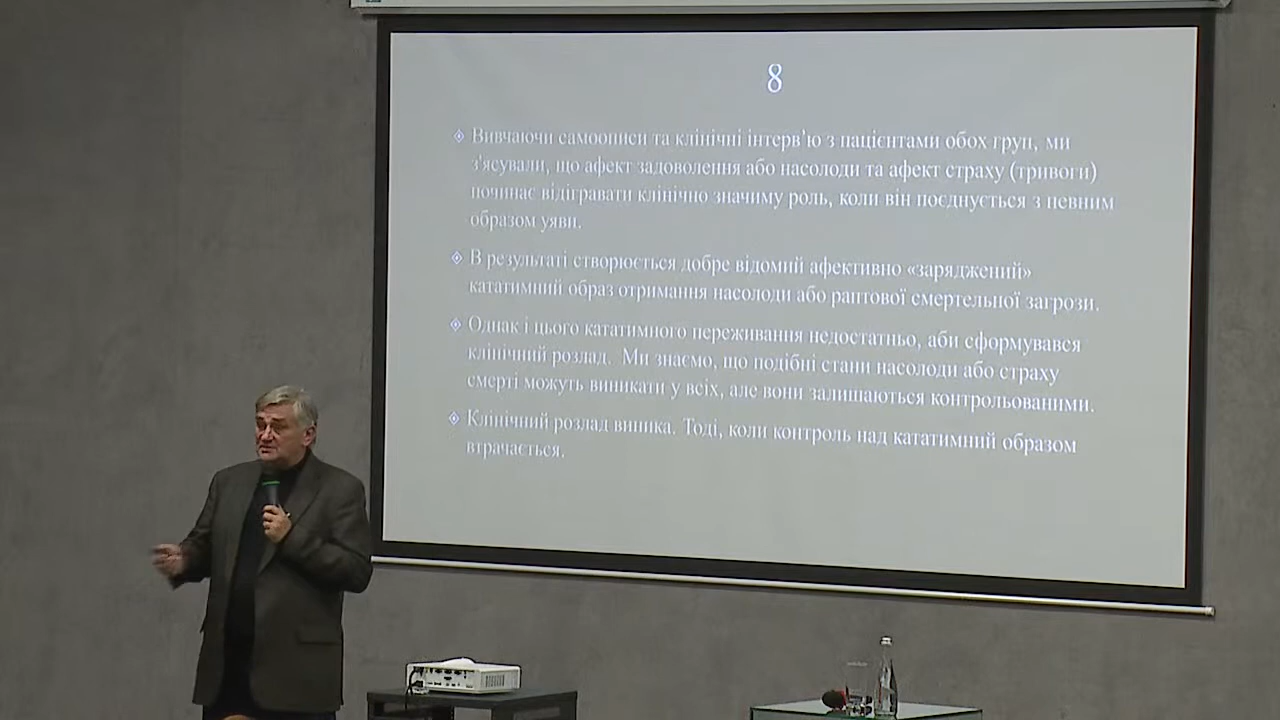 8
Вивчаючи самоописи та клінічні інтерв'ю з пацієнтами обох груп, ми
з'ясували, що афект задоволення або насолоди та афект страху (тривоги)
починає відігравати клінічно значиму роль, коли він поєднується з певним
образом уяви.
В результаті створюється добре відомий афективно «заряджений»
кататимний образ отримання насолоди або раптової смертельної загрози.
Однак і цього кататимного переживання недостатньо, аби сформувався
клінічний розлад. Ми знаємо, що подібні стани насолоди або страху
смерті можуть виникати у всіх, але вони залишаються контрольованими.
Клінічний розлад виника. Тоді, коли контроль над кататимний образом
втрачається.